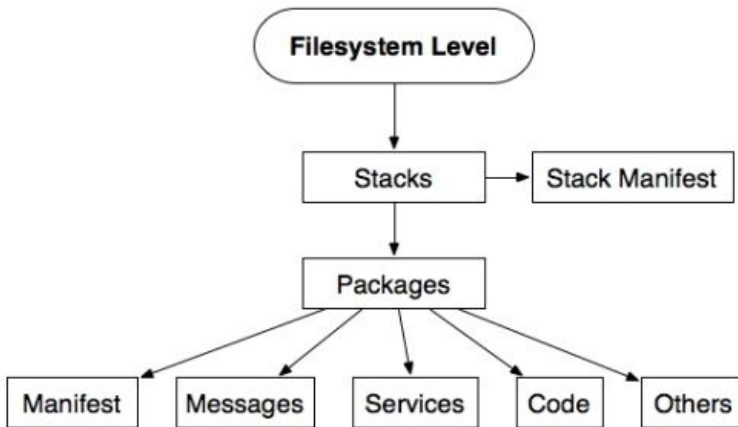 Filesystem Level
Stacks
Stack Manifest
Packages
Manifest
Messages
Services
Code
Others